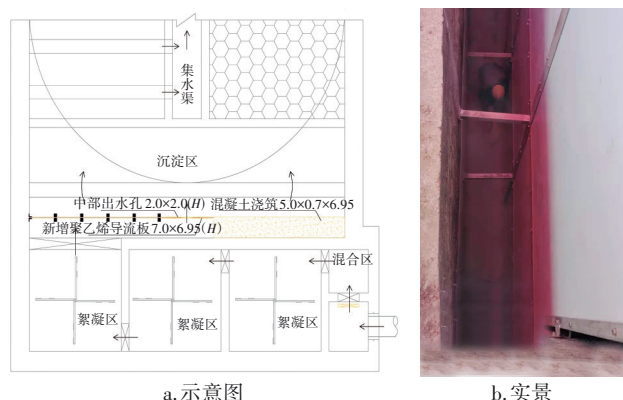 集水渠
沉淀区
中部出水孔2.0×2.0(H)
混凝土浇筑5.0×0.7×6.95
新增聚乙烯导流板7.0×6.95(H)
混合区
絮凝区
絮凝区
絮凝区
a.示意图
b.实景